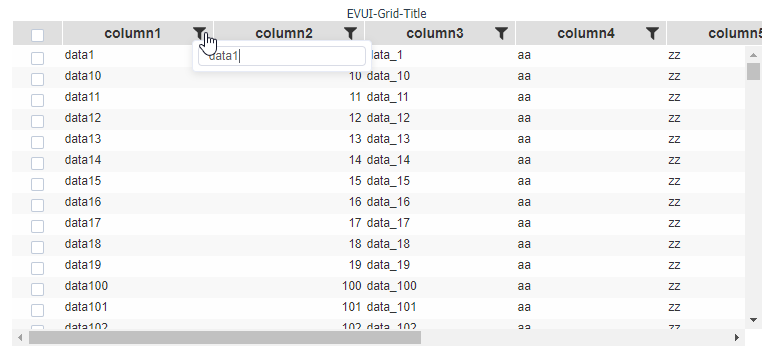 EVUI-Grid-Title
column1 column2 column3 column4 column5
data1
data1 data_1 aa zz
data10 10 data_10 aa zz
data11 11 data_11 aa zz
data12 12 data_12 aa zz
data13 13 data_13 aa zz
data14 14 data_14 aa zz
data15 15 data_15 aa zz
data16 16 data_16 aa zz
data17 17 data_17 aa zz
data18 18 data_18 aa zz
data19 19 data_19 aa zz
data100 100 data_100 aa zz
data101 101 data_101 aa zz
data102 102 data_102 aa zz